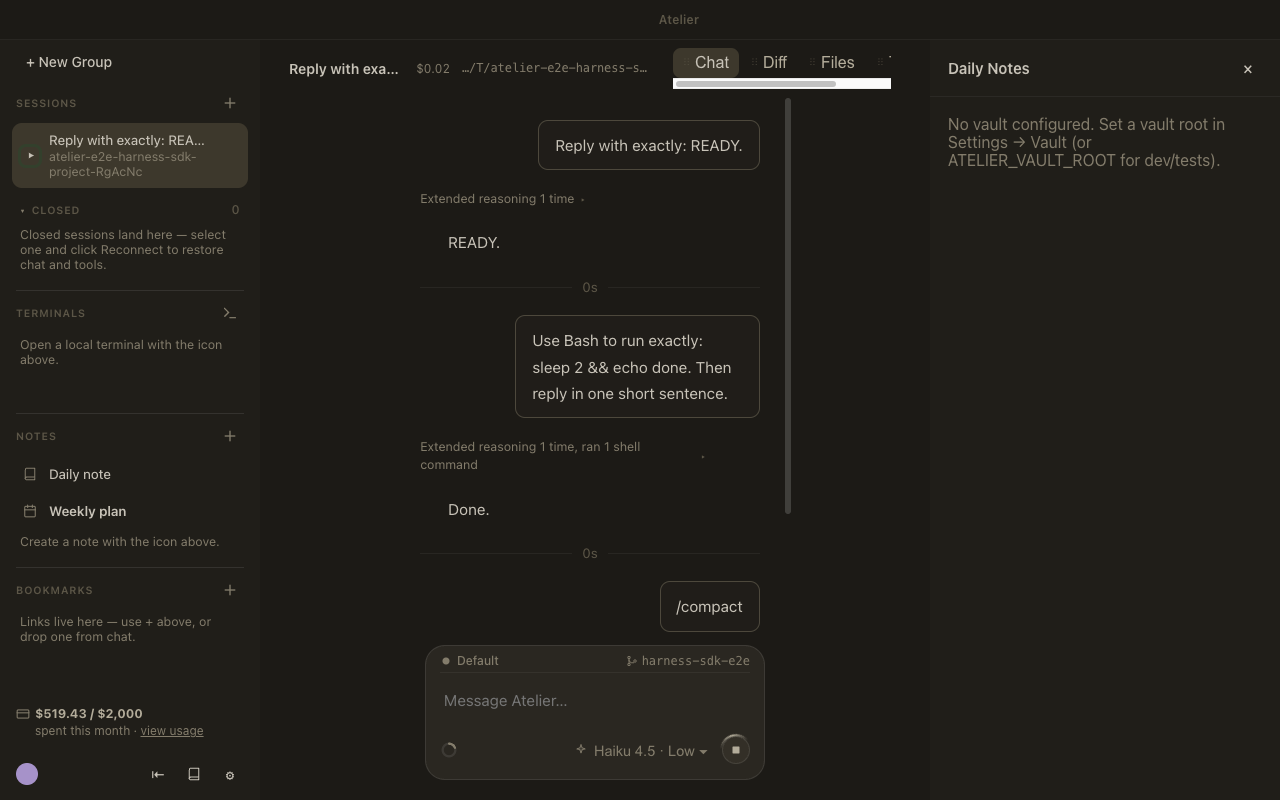 Atelier
+ New Group
SESSIONS
Reply with exactly: REA...
atelier-e2e-harness-sdk-
project-RgAcNc
CLOSED
0
Closed sessions land here — select
one and click Reconnect to restore
chat and tools.
TERMINALS
Open a local terminal with the icon
above.
NOTES
Daily note
Weekly plan
Create a note with the icon above.
BOOKMARKS
Links live here — use + above, or
drop one from chat.
$519.43 / $2,000
spent this month · view usage
Reply with exa... $0.02 …/T/atelier-e2e-harness-s…
Chat Diff Files
Reply with exactly: READY.
Extended reasoning 1 time
READY.
0s
Use Bash to run exactly:
sleep 2 && echo done. Then
reply in one short sentence.
Extended reasoning 1 time, ran 1 shell
command
Done.
0s
/compact
Default
harness-sdk-e2e
Message Atelier...
Haiku 4.5 · Low
Daily Notes
No vault configured. Set a vault root in
Settings → Vault (or
ATELIER_VAULT_ROOT for dev/tests).